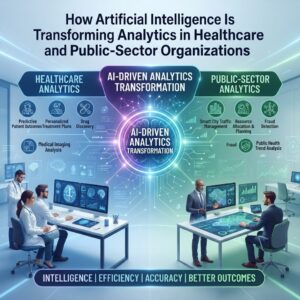 How Artificial Intelligence Is
Transforming Analytics in Healthcare
and Public-Sector Organizations
HEALTHCARE
ANALYTICS
AI-DRIVEN ANALYTICS
TRANSFORMATION
PUBLIC-SECTOR
ANALYTICS
Predictive
Patient Outcomes
Personalized
Treatment Plans
Drug
Discovery
Medical Imaging
Analysis
AI-DRIVEN
ANALYTICS
TRANSFORMATION
Smart City Traffic
Management
Resource
Allocation &
Planning
Fraud
Detection
Fraud
Public Health
Trend Analysis
INTELLIGENCE | EFFICIENCY | ACCURACY | BETTER OUTCOMES